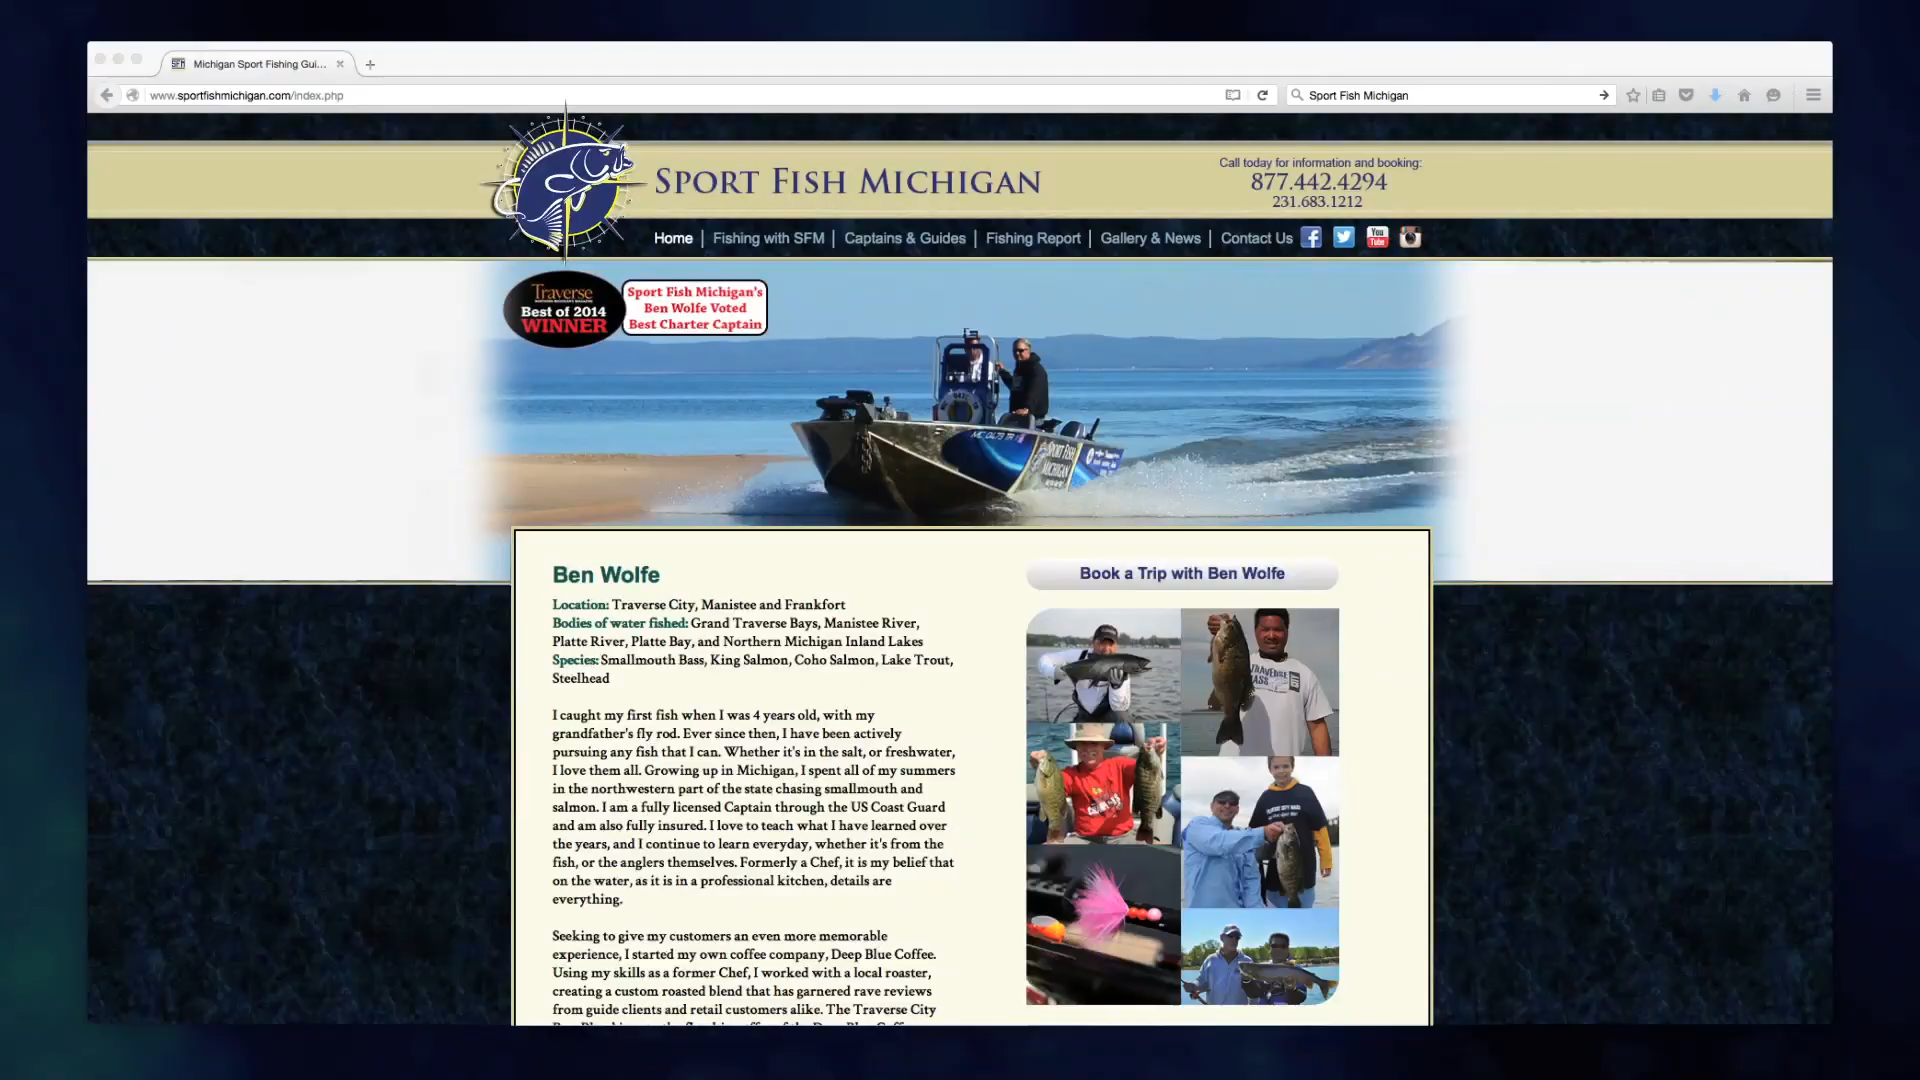 SFM Michigan Sport Fishing Gui...
www.sportfishmichigan.com/index.php
Sport Fish Michigan
SPORT FISH MICHIGAN
Call today for information and booking:
877.442.4294
231.683.1212
Home | Fishing with SFM | Captains & Guides | Fishing Report | Gallery & News | Contact Us
You
Tube
Traverse
Best of 2014
WINNER
Sport Fish Michigan's
Ben Wolfe Voted
Best Charter Captain
SPORT FISH
MICHIGAN
Ben Wolfe
Location: Traverse City, Manistee and Frankfort
Bodies of water fished: Grand Traverse Bays, Manistee River,
Platte River, Platte Bay, and Northern Michigan Inland Lakes
Species: Smallmouth Bass, King Salmon, Coho Salmon, Lake Trout,
Steelhead
I caught my first fish when I was 4 years old, with my
grandfather's fly rod. Ever since then, I have been actively
pursuing any fish that I can. Whether it's in the salt, or freshwater,
I love them all. Growing up in Michigan, I spent all of my summers
in the northwestern part of the state chasing smallmouth and
salmon. I am a fully licensed Captain through the US Coast Guard
and am also fully insured. I love to teach what I have learned over
the years, and I continue to learn everyday, whether it's from the
fish, or the anglers themselves. Formerly a Chef, it is my belief that
on the water, as it is in a professional kitchen, details are
everything.
Seeking to give my customers an even more memorable
experience, I started my own coffee company, Deep Blue Coffee.
Using my skills as a former Chef, I worked with a local roaster,
creating a custom roasted blend that has garnered rave reviews
from guide clients and retail customers alike. The Traverse City
Book a Trip with Ben Wolfe
TRAVERSE
BASS